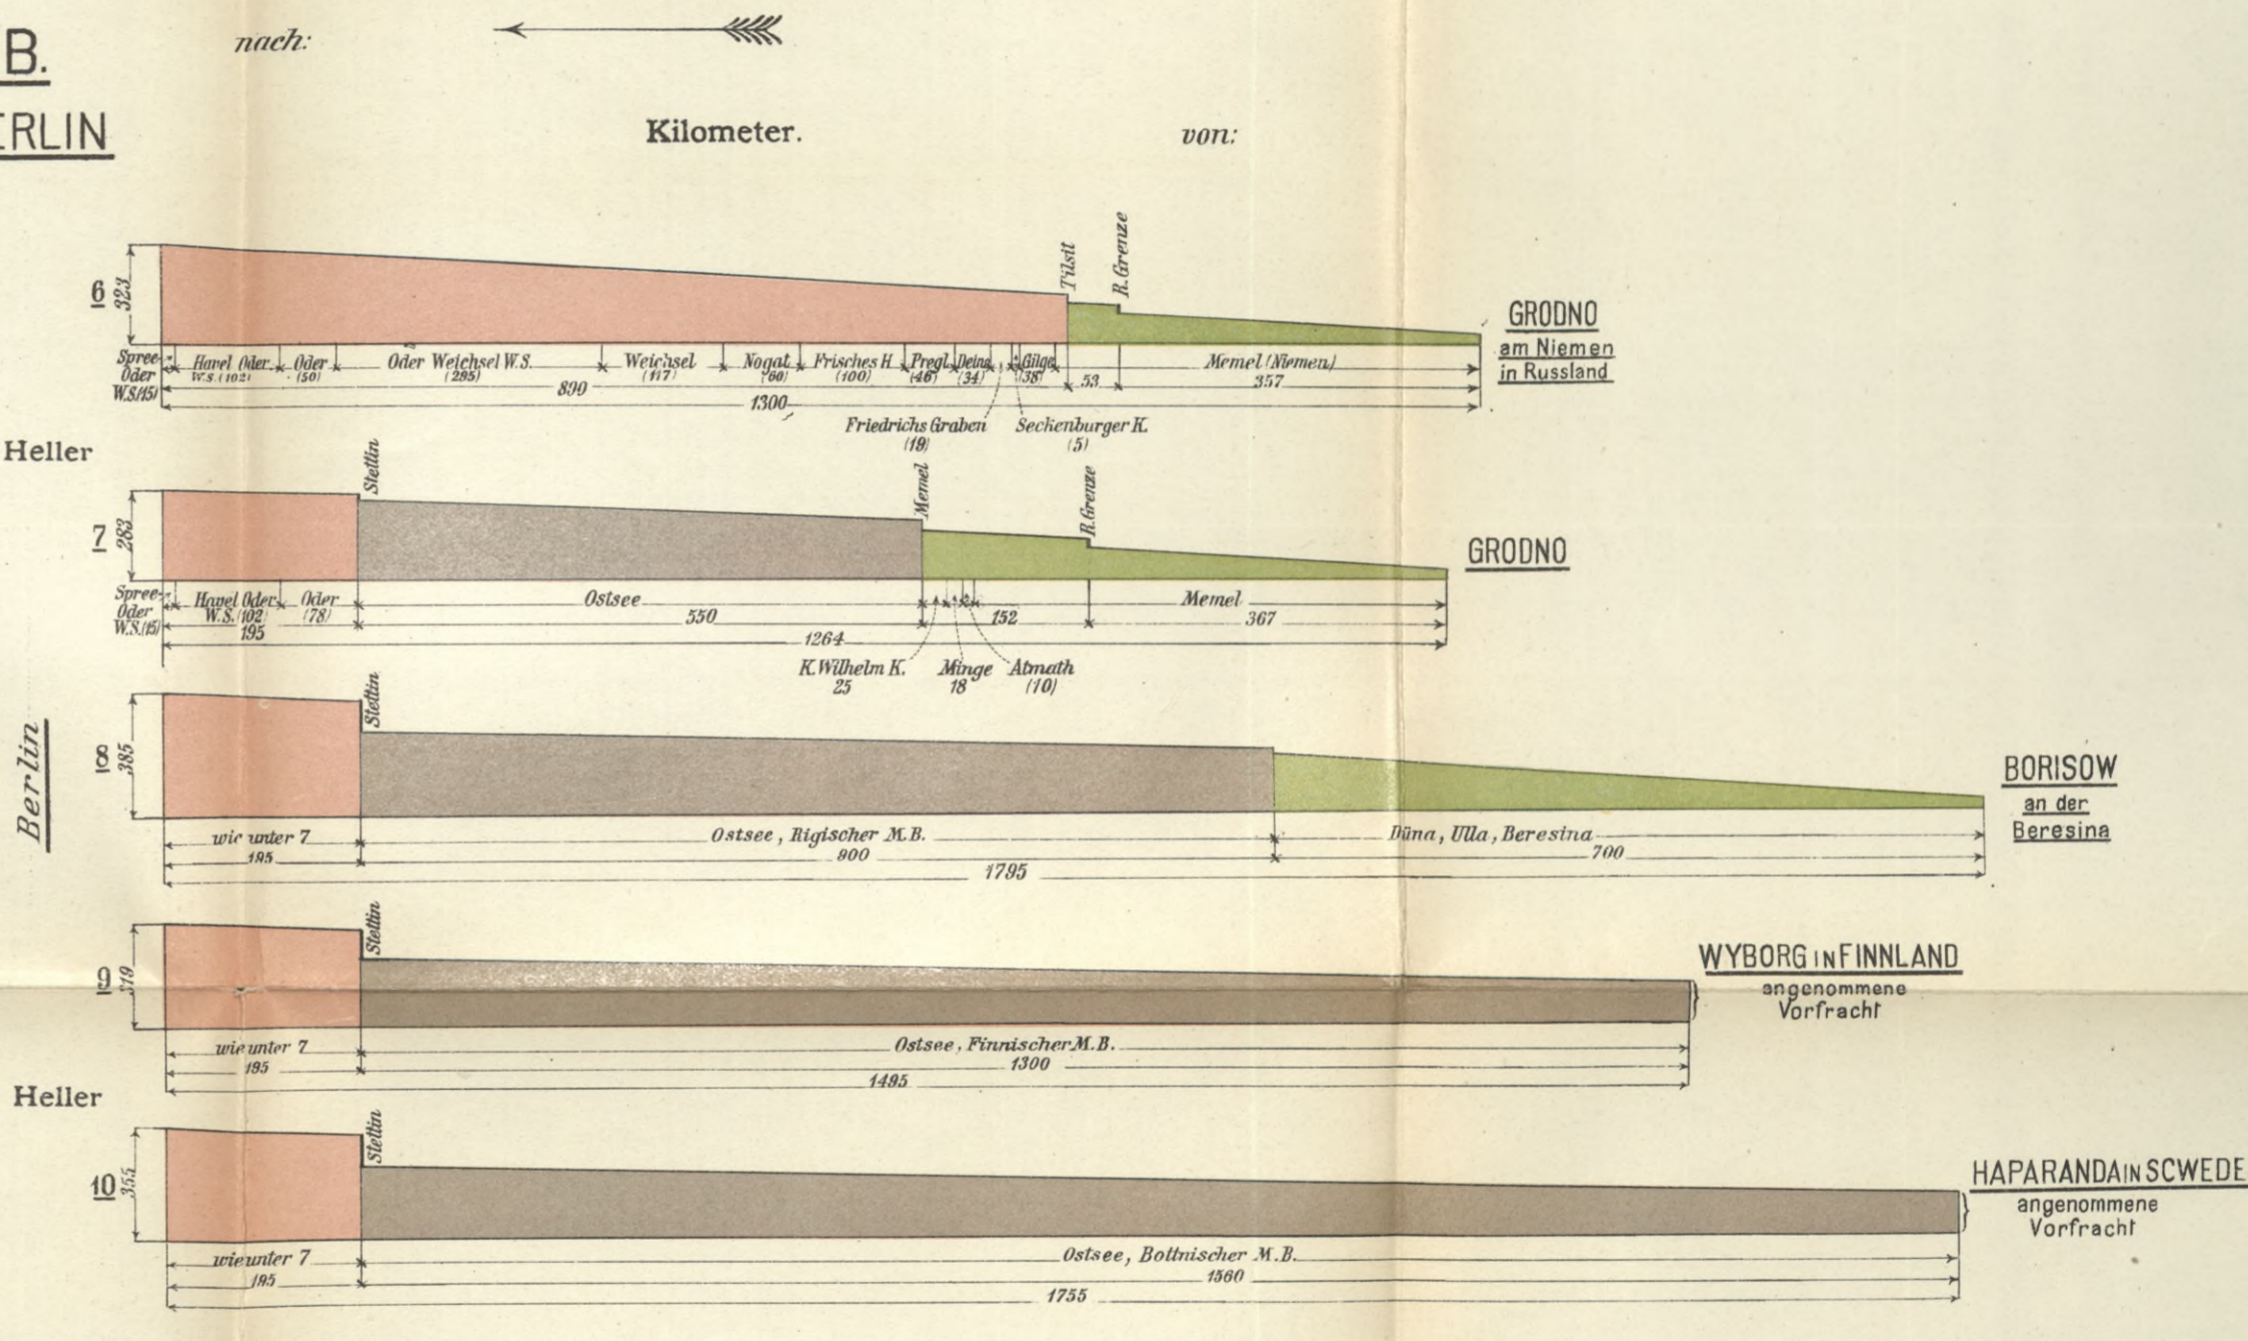 B.
ERLIN
nach:
Kilometer.
von:
Heller
Berlin
Heller
6
323
Tilsit
R.Grenze
GRODNO
am Niemen
in Russland
Spree-
Oder
W.S.(15)
Havel Oder
W.S.(102)
Oder
(50)
Oder Weichsel W.S.
(295)
Weichsel
(117)
Nogat
(60)
Frisches H
(100)
Pregl
(46)
Deina
(34)
Gilge
(38)
53
Memel (Niemen)
357
890
1300
Friedrichs Graben
(19)
Seckenburger K.
(5)
7
283
Stettin
Memel
R.Grenze
GRODNO
Spree-
Oder
W.S.(15)
Havel Oder
W.S.(102)
Oder
(78)
195
Ostsee
550
152
Memel
367
1264
K.Wilhelm K.
25
Minge
18
Atmath
(10)
8
385
Stettin
BORISOW
an der
Beresina
wie unter 7
195
Ostsee, Rigischer M.B.
900
Düna, Ulla, Beresina
700
1795
9
319
Stettin
WYBORG IN FINNLAND
angenommene
Vorfracht
wie unter 7
195
Ostsee, Finnischer M.B.
1300
1495
10
355
Stettin
HAPARANDA IN SCWEDE
angenommene
Vorfracht
wie unter 7
195
Ostsee, Bottnischer M.B.
1560
1755